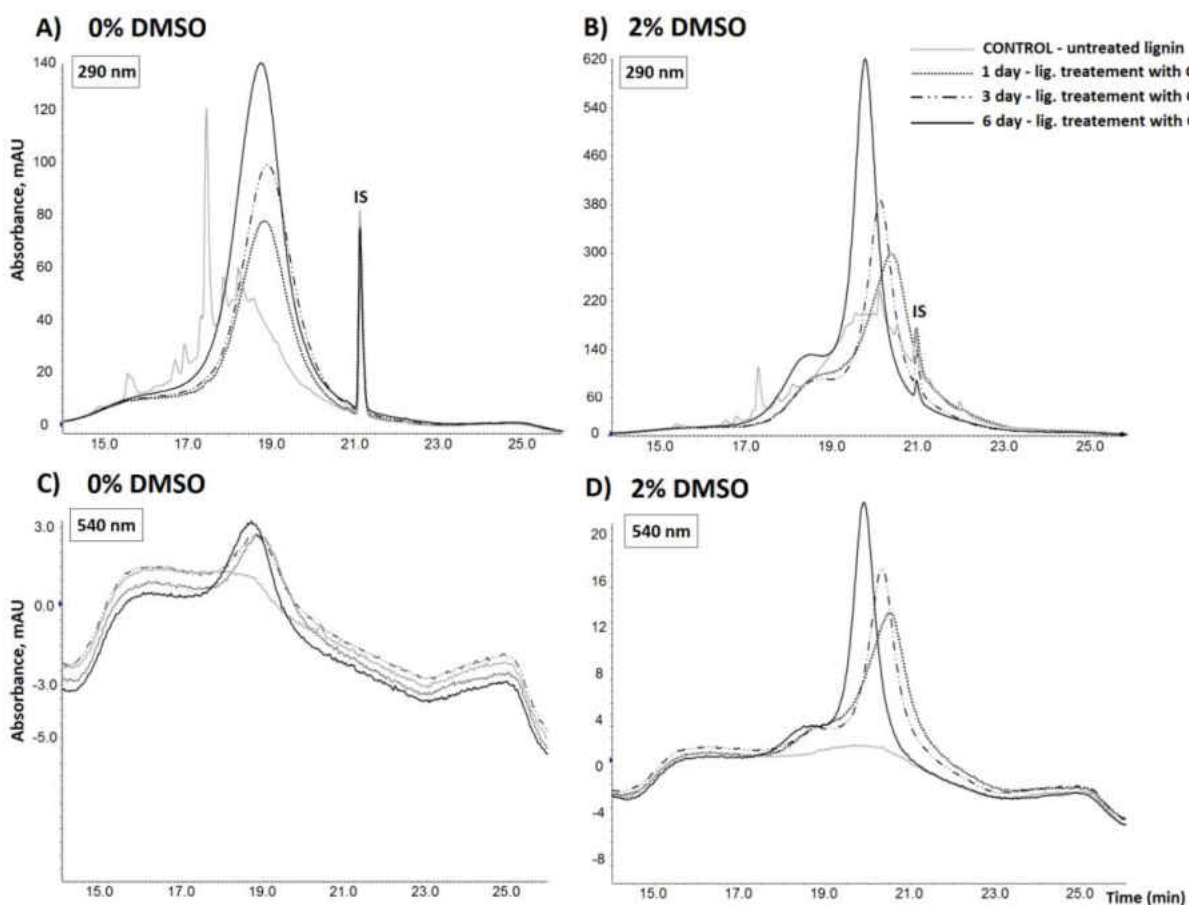 A) 0% DMSO
290 nm
Absorbance, mAU
140
120
100
80
60
40
20
0
IS
15.0 17.0 19.0 21.0 23.0 25.0
B) 2% DMSO
290 nm
620
540
460
380
300
220
140
60
0
IS
15.0 17.0 19.0 21.0 23.0 25.0
CONTROL - untreated lignin
1 day - lig. treatement with
3 day - lig. treatement with
6 day - lig. treatement with
C) 0% DMSO
540 nm
Absorbance, mAU
3.0
0.0
-3.0
-5.0
15.0 17.0 19.0 21.0 23.0 25.0
D) 2% DMSO
540 nm
20
16
12
8
4
0
-4
-8
15.0 17.0 19.0 21.0 23.0 25.0
Time (min)